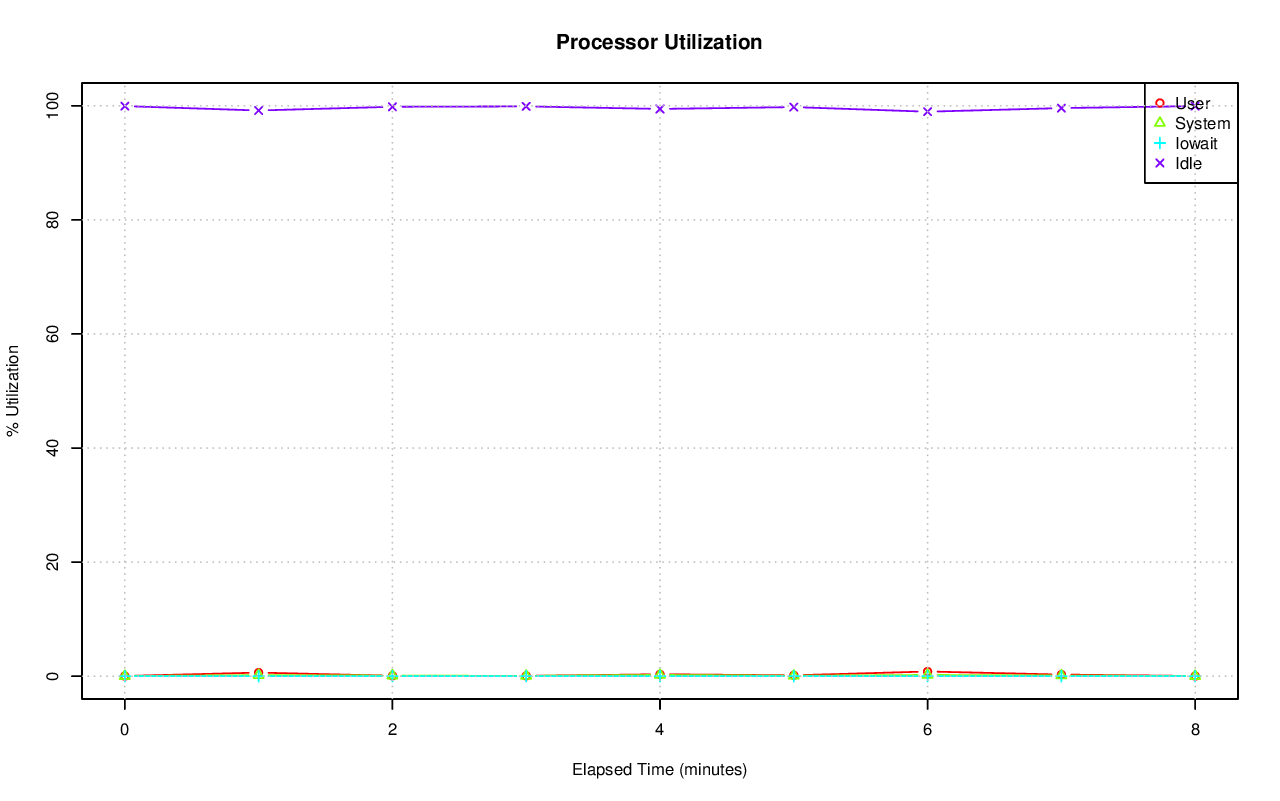 Processor Utilization
% Utilization
100
80
60
40
20
0
User
System
Iowait
Idle
0 2 4 6 8
Elapsed Time (minutes)